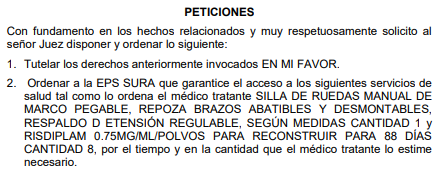 PETICIONES
Con fundamento en los hechos relacionados y muy respetuosamente solicito al
señor Juez disponer y ordenar lo siguiente:
1. Tutelar los derechos anteriormente invocados EN MI FAVOR.
2. Ordenar a la EPS SURA que garantice el acceso a los siguientes servicios de
salud tal como lo ordena el médico tratante SILLA DE RUEDAS MANUAL DE
MARCO PEGABLE, REPOZA BRAZOS ABATIBLES Y DESMONTABLES,
RESPALDO D ETENSIÓN REGULABLE, SEGÚN MEDIDAS CANTIDAD 1 y
RISDIPLAM 0.75MG/ML/POLVOS PARA RECONSTRUIR PARA 88 DÍAS
CANTIDAD 8, por el tiempo y en la cantidad que el médico tratante lo estime
necesario.